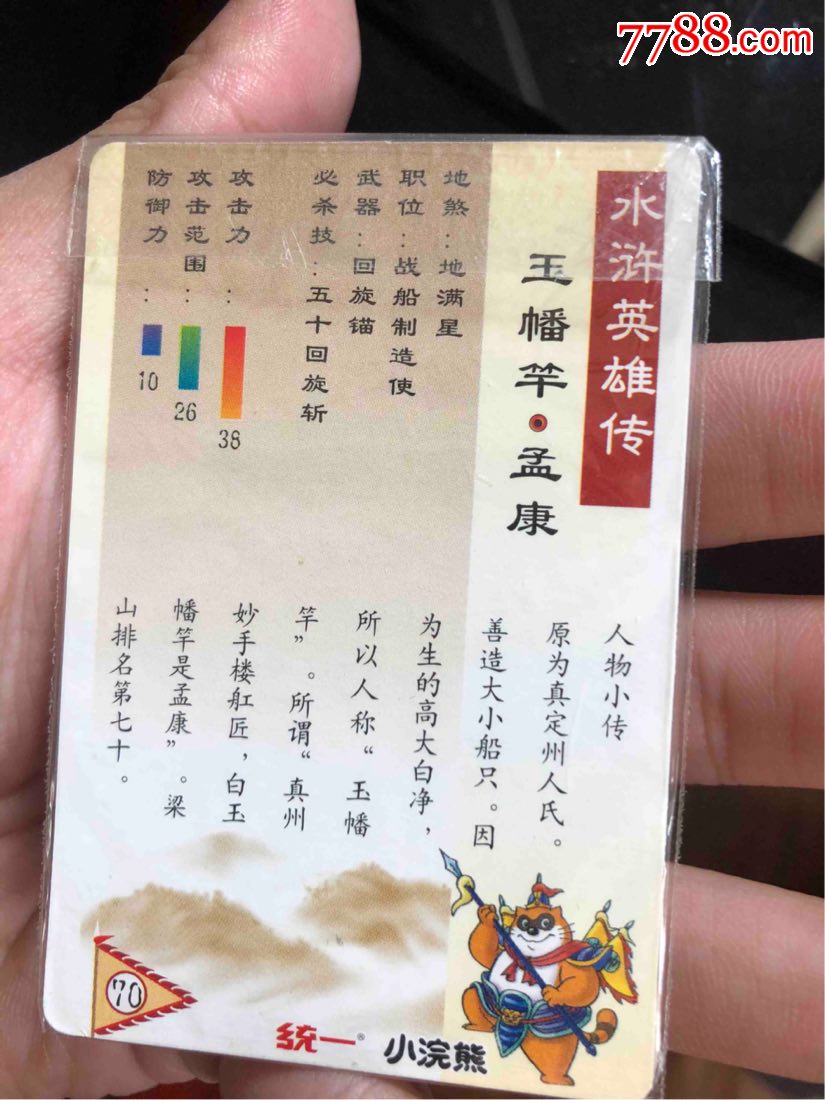 7788.com
水浒英雄传
玉幡竿·孟康
地煞：地满星
职位：战船制造使
武器：回旋锚
必杀技：五十回旋斩
攻击力：
38
攻击范围：
26
防御力：
10
人物小传
原为真定州人氏。
善造大小船只。因
为生的高大白净，
所以人称“玉幡
竿”。所谓“真州
妙手楼舡匠，白玉
幡竿是孟康”。梁
山排名第七十。
70
统一®
小浣熊